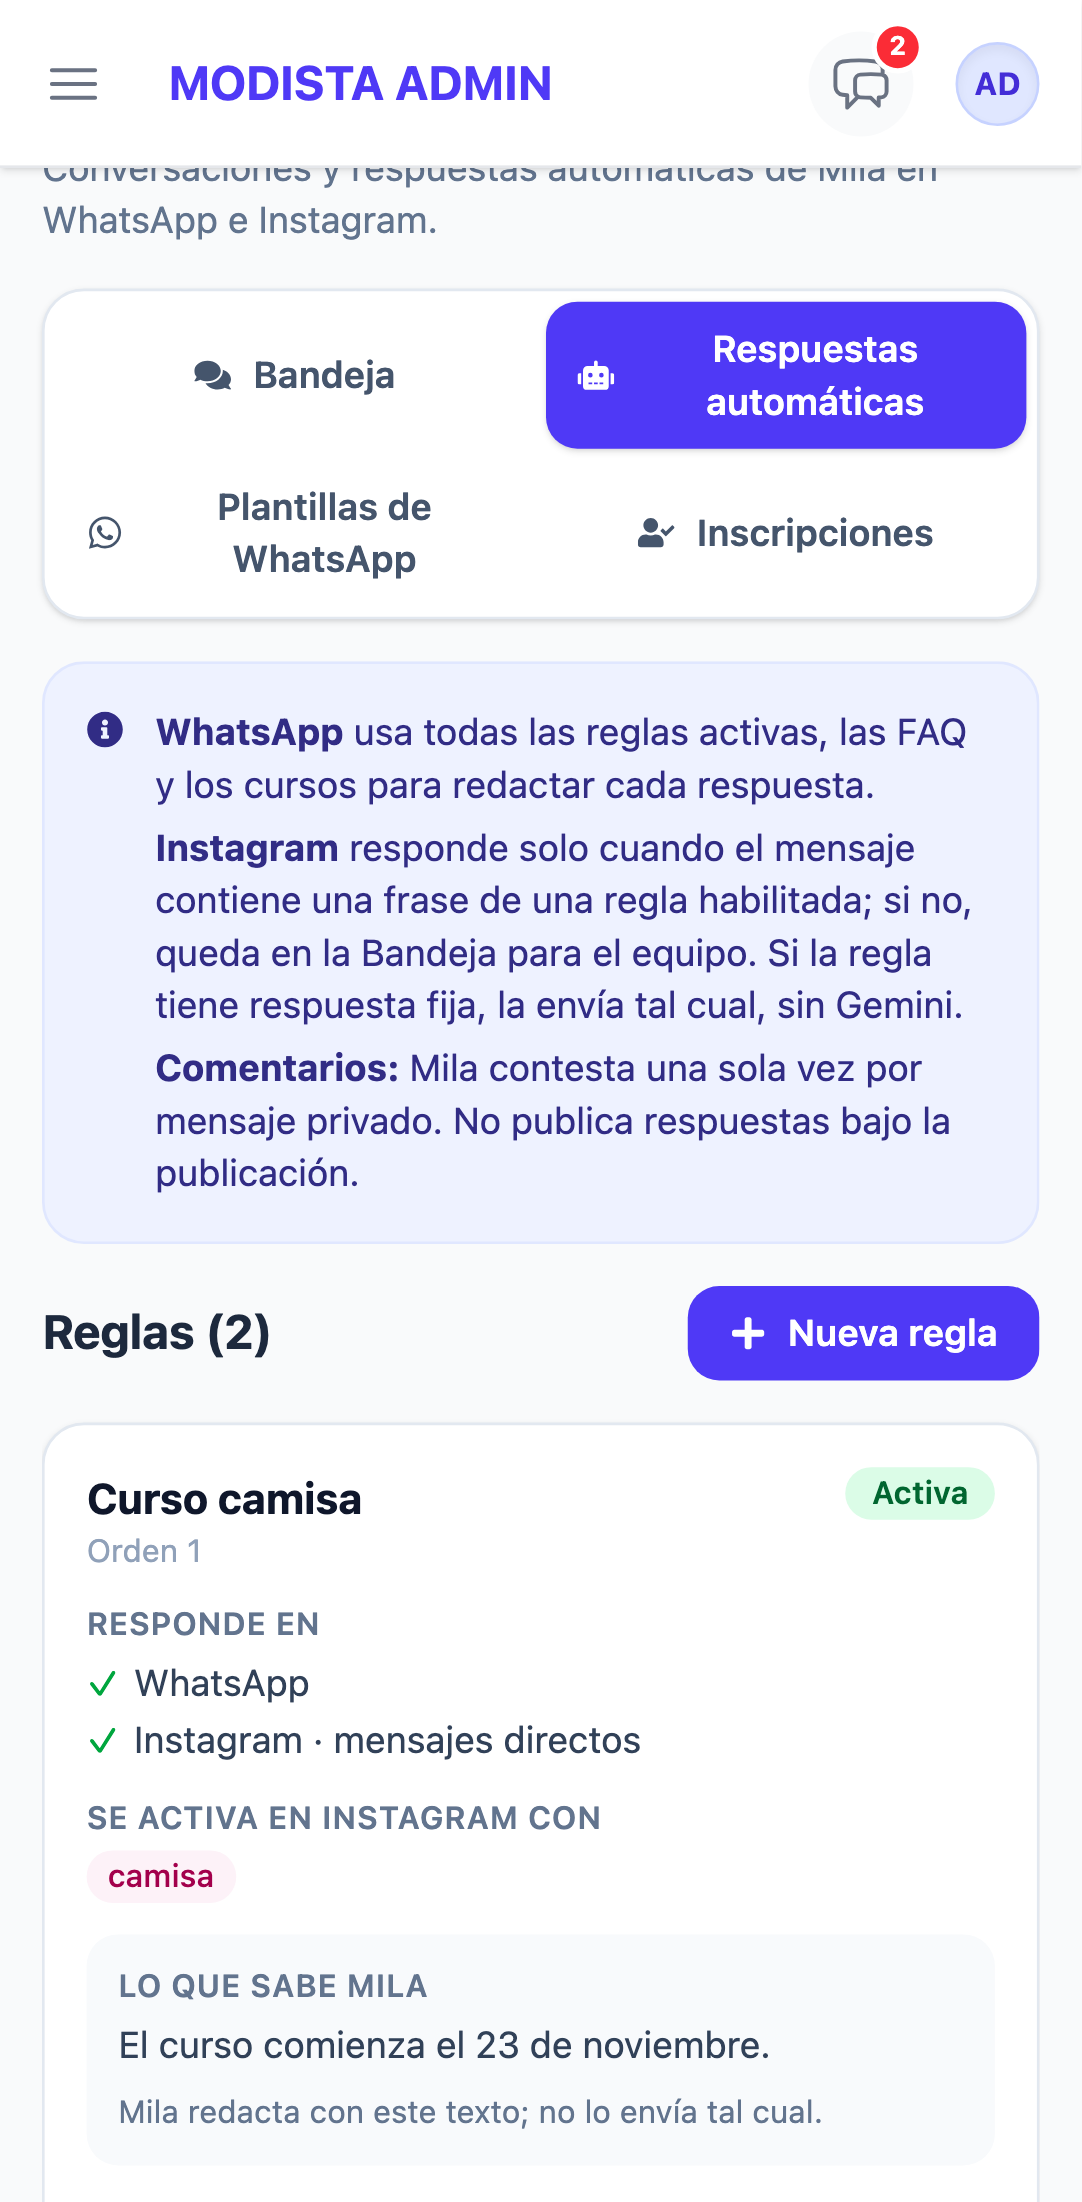 MODISTA ADMIN
2
AD
Conversaciones y respuestas automáticas de Mila en
WhatsApp e Instagram.
Bandeja
Respuestas
automáticas
Plantillas de
WhatsApp
Inscripciones
WhatsApp usa todas las reglas activas, las FAQ
y los cursos para redactar cada respuesta.
Instagram responde solo cuando el mensaje
contiene una frase de una regla habilitada; si no,
queda en la Bandeja para el equipo. Si la regla
tiene respuesta fija, la envía tal cual, sin Gemini.
Comentarios: Mila contesta una sola vez por
mensaje privado. No publica respuestas bajo la
publicación.
Reglas (2)
Nueva regla
Curso camisa
Activa
Orden 1
RESPONDE EN
WhatsApp
Instagram · mensajes directos
SE ACTIVA EN INSTAGRAM CON
camisa
LO QUE SABE MILA
El curso comienza el 23 de noviembre.
Mila redacta con este texto; no lo envía tal cual.